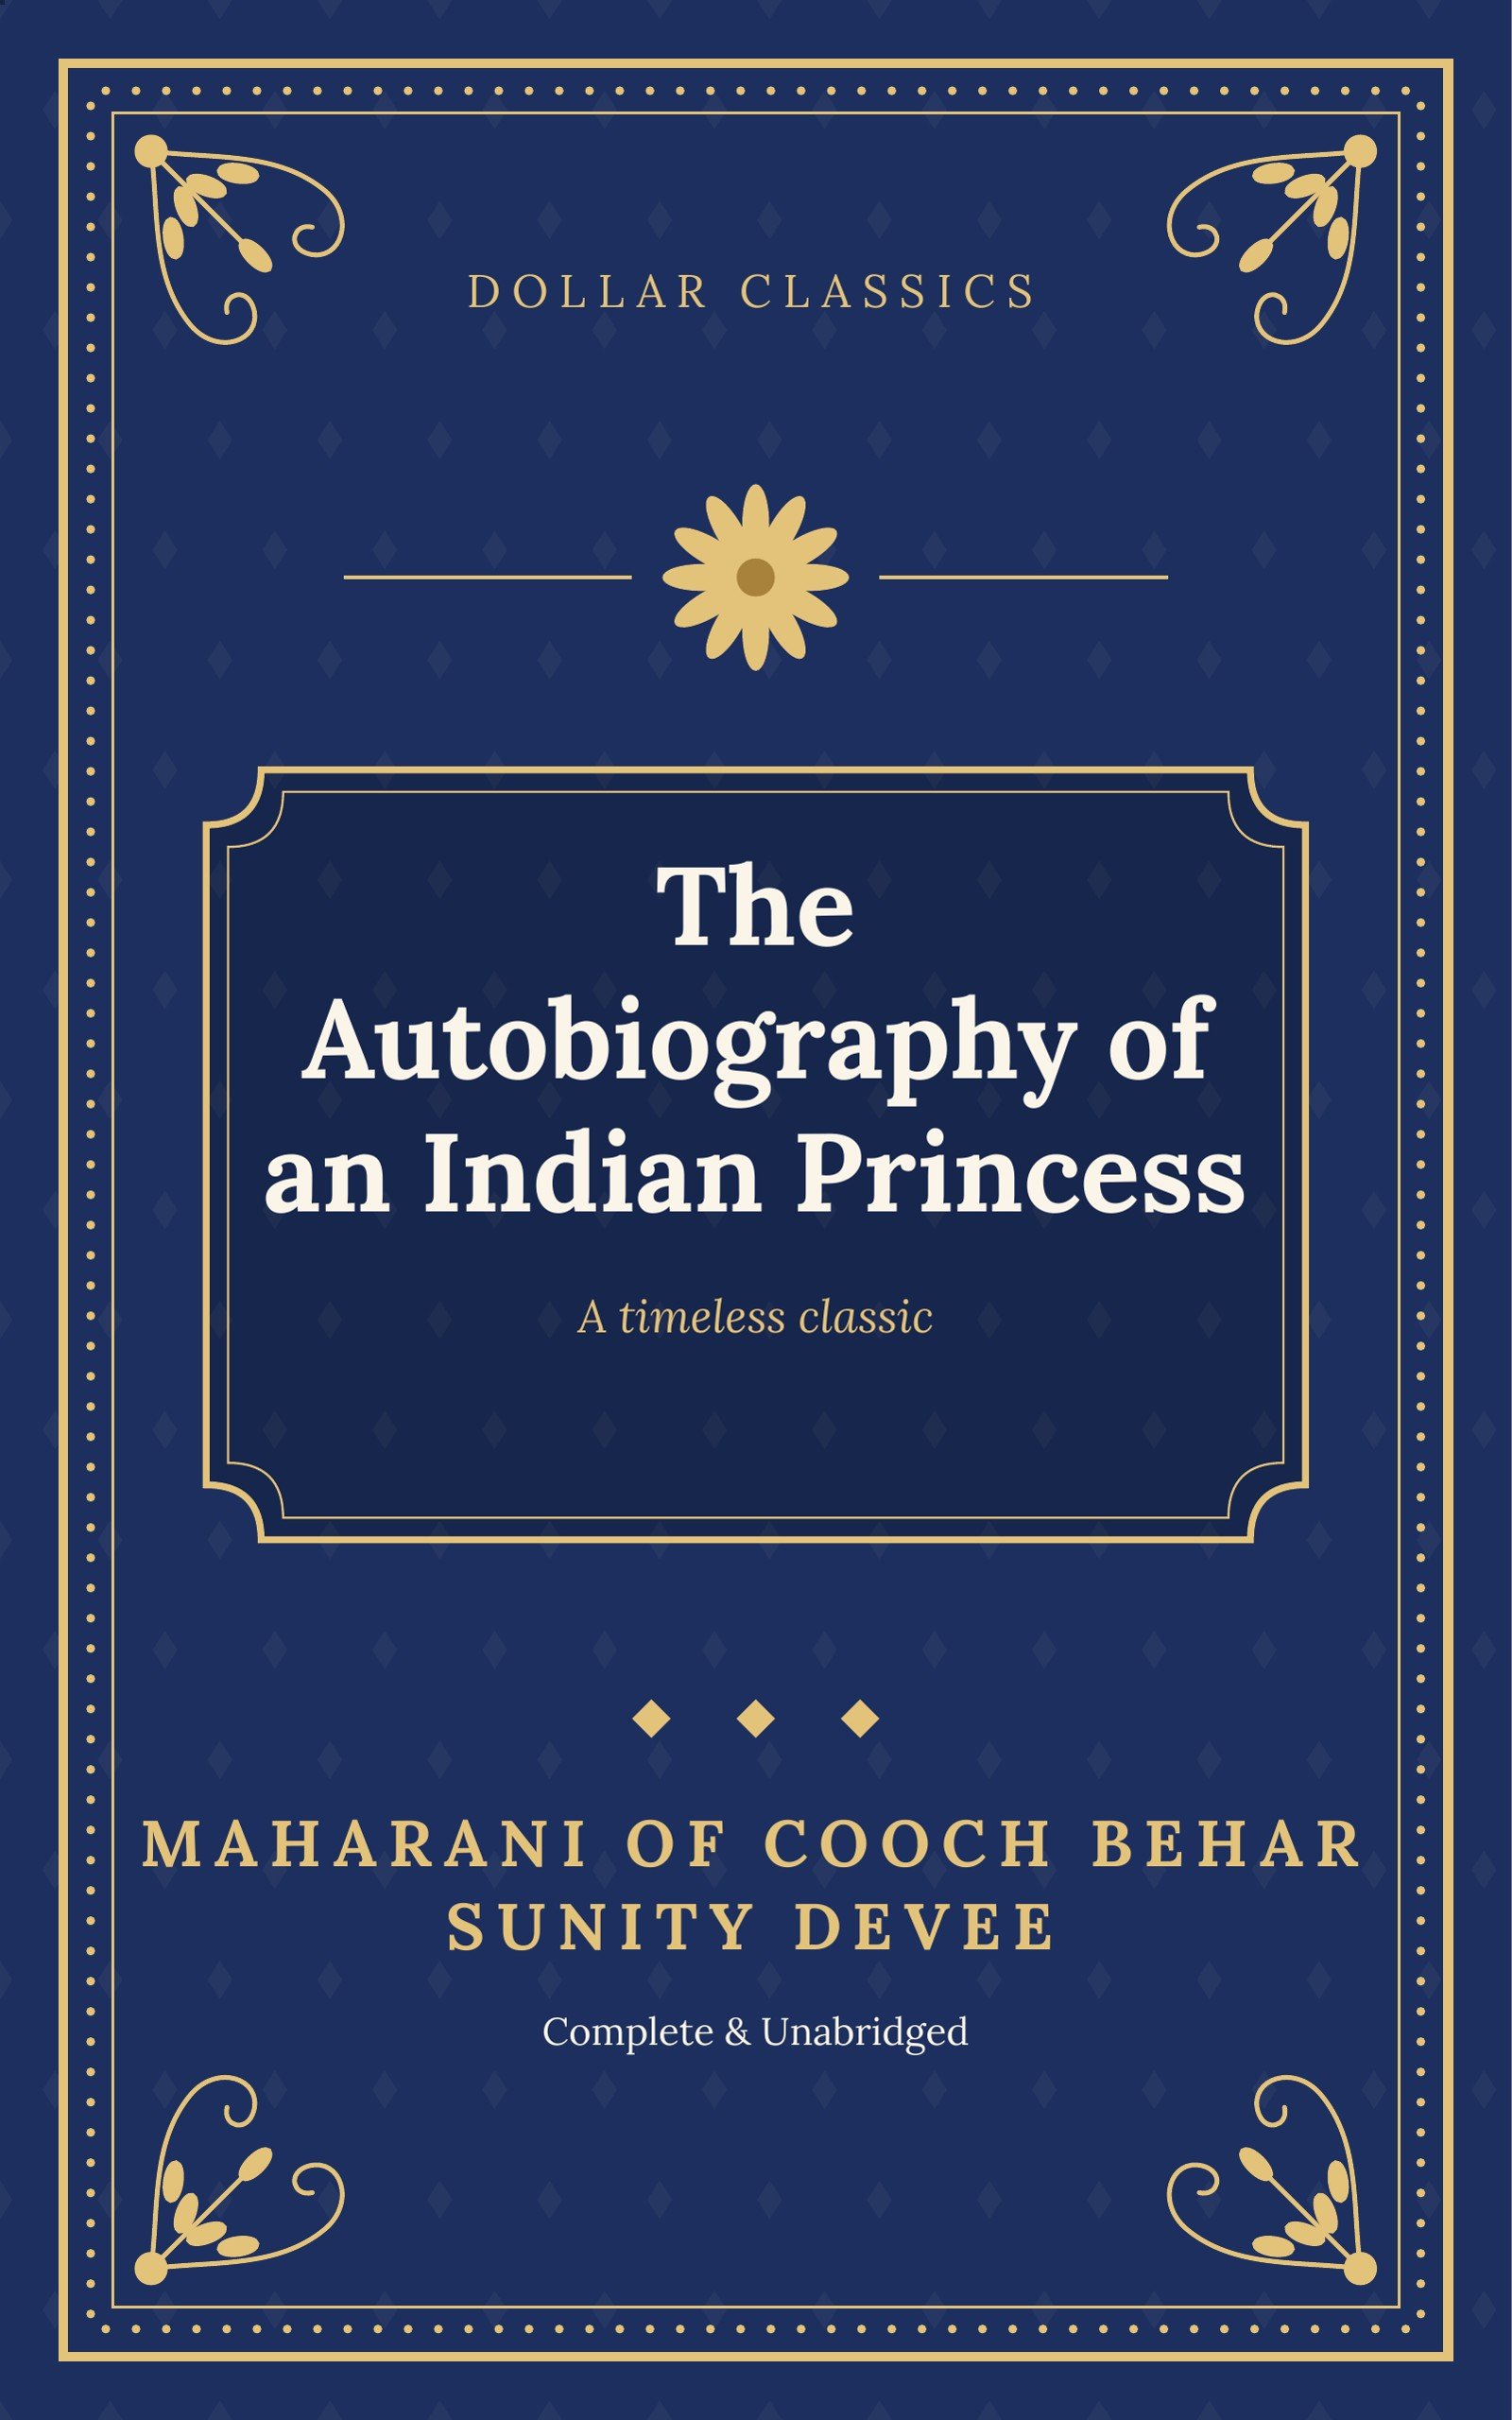 DOLLAR CLASSICS
The
Autobiography of
an Indian Princess
A timeless classic
MAHARANI OF COOCH BEHAR
SUNITY DEVEE
Complete & Unabridged